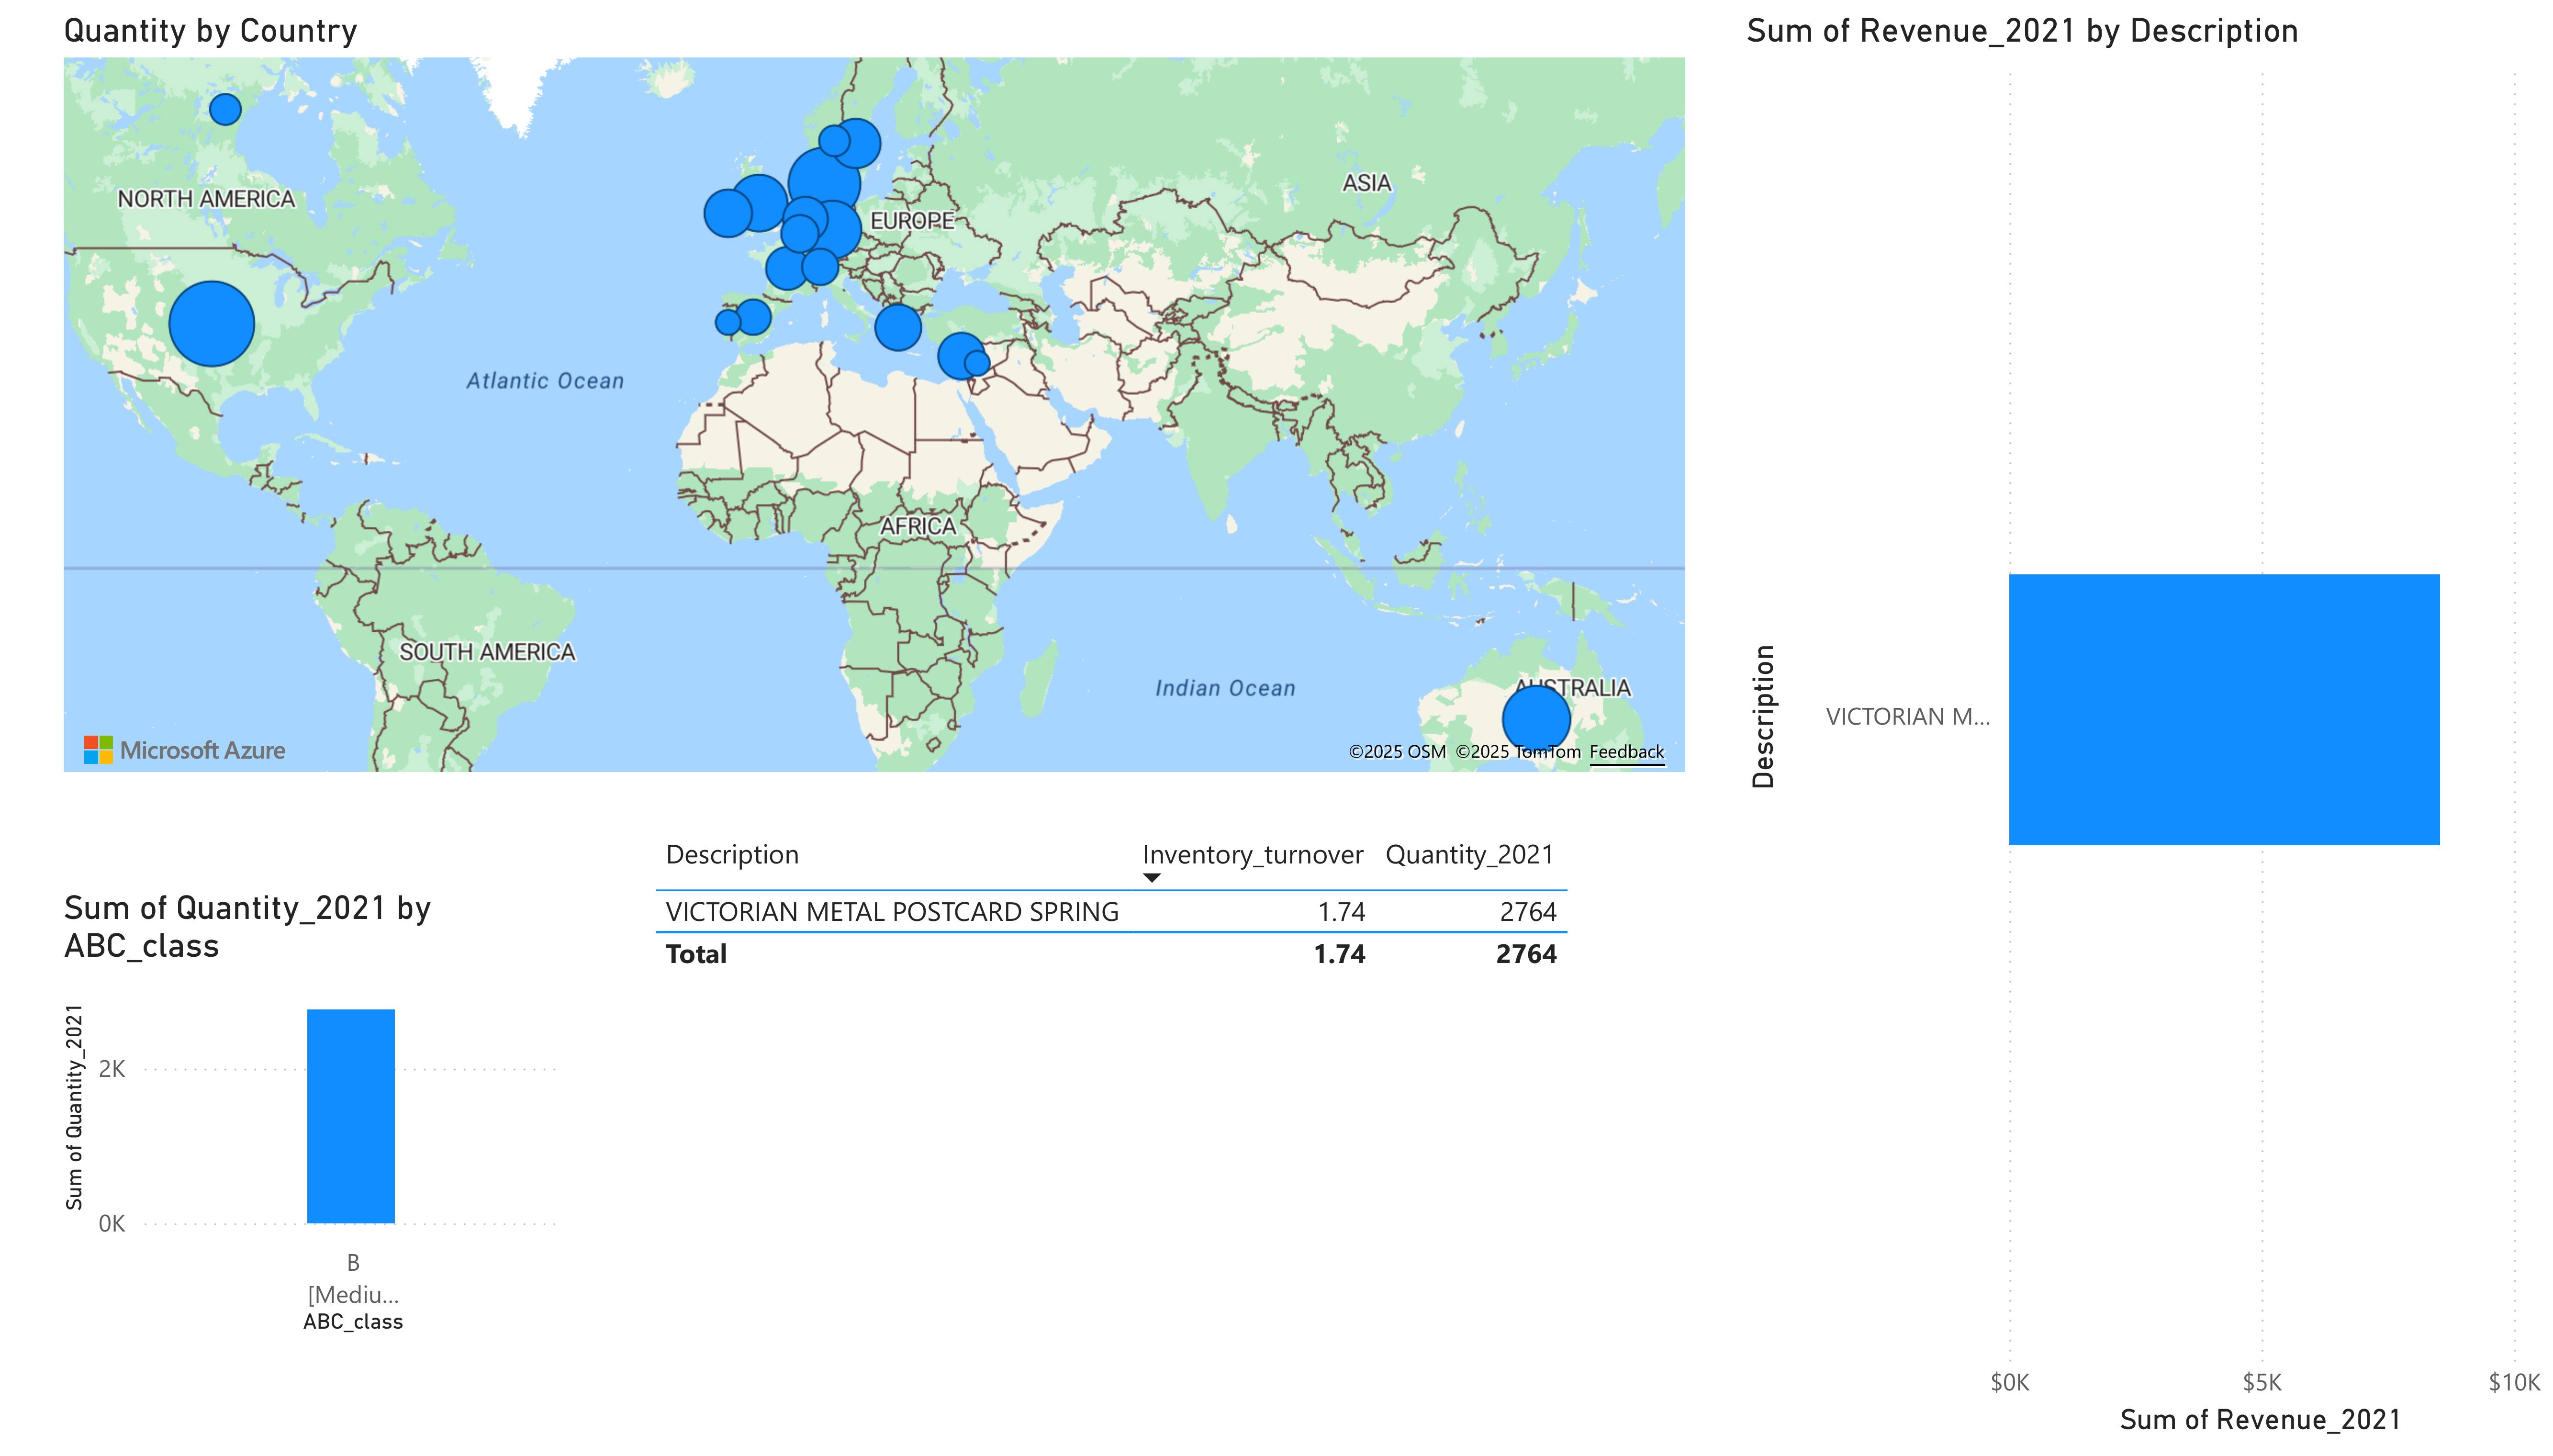 Quantity by Country
NORTH AMERICA
EUROPE
ASIA
Atlantic Ocean
AFRICA
SOUTH AMERICA
Indian Ocean
AUSTRALIA
Microsoft Azure
©2025 OSM ©2025 TomTom Feedback
Sum of Revenue_2021 by Description
Description
VICTORIAN M...
$0K $5K $10K
Sum of Revenue_2021
Sum of Quantity_2021 by
ABC_class
Sum of Quantity_2021
2K
0K
B
[Mediu...
ABC_class
Description Inventory_turnover Quantity_2021
VICTORIAN METAL POSTCARD SPRING 1.74 2764
Total 1.74 2764